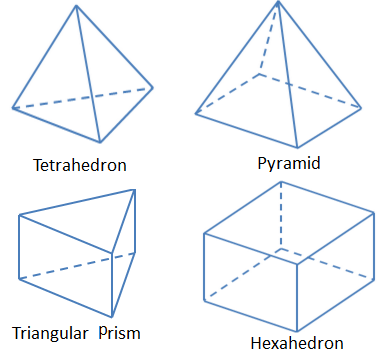 Tetrahedron
Pyramid
Triangular Prism
Hexahedron